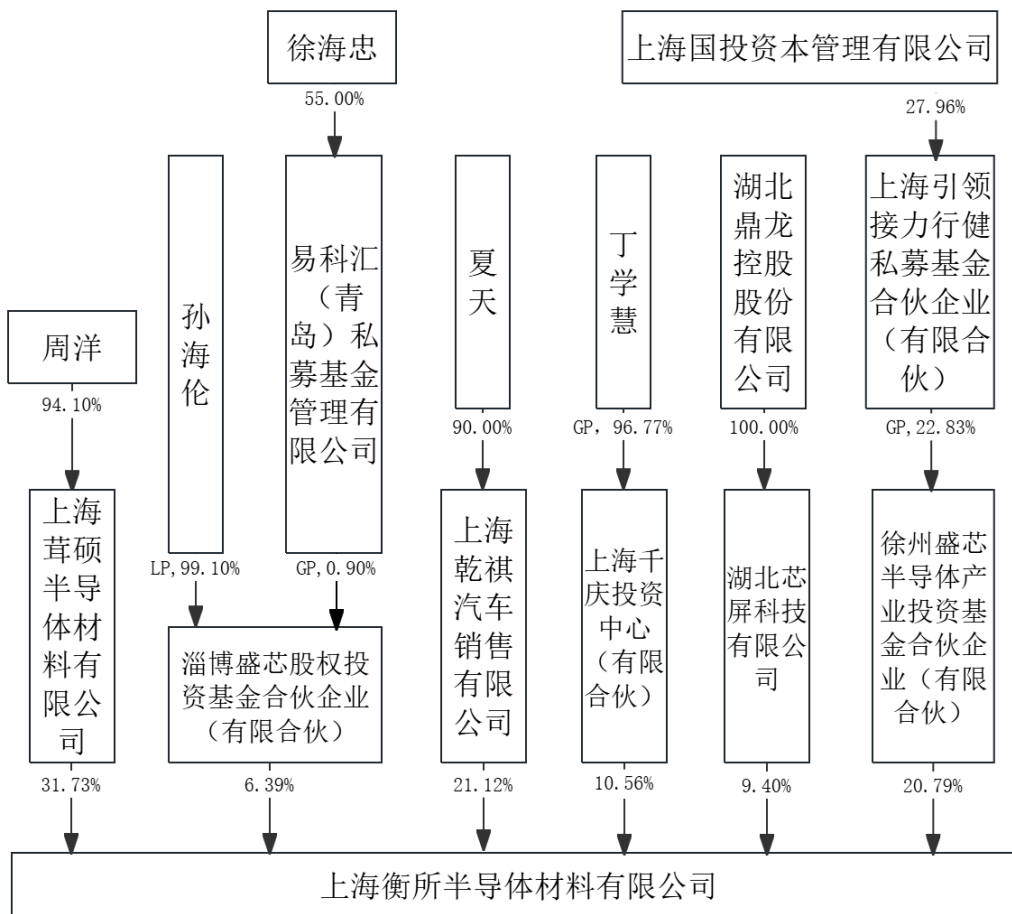 徐海忠
上海国投资本管理有限公司
55.00%
27.96%
孙
海
伦
易科汇
（青
岛）私
募基金
管理有
限公司
夏
天
丁
学
慧
湖北
鼎龙
控股
股份
有限
公司
上海引领
接力行健
私募基金
合伙企业
（有限合
伙）
周洋
94.10%
90.00%
GP，96.77%
100.00%
GP,22.83%
上海
茸硕
半导
体材
料有
限公
司
LP,99.10%
GP,0.90%
淄博盛芯股权投
资基金合伙企业
（有限合伙）
上海
乾祺
汽车
销售
有限
公司
上海千
庆投资
中心
（有限
合伙）
湖北芯
屏科技
有限公
司
徐州盛芯
半导体产
业投资基
金合伙企
业（有限
合伙）
31.73%
6.39%
21.12%
10.56%
9.40%
20.79%
上海衡所半导体材料有限公司